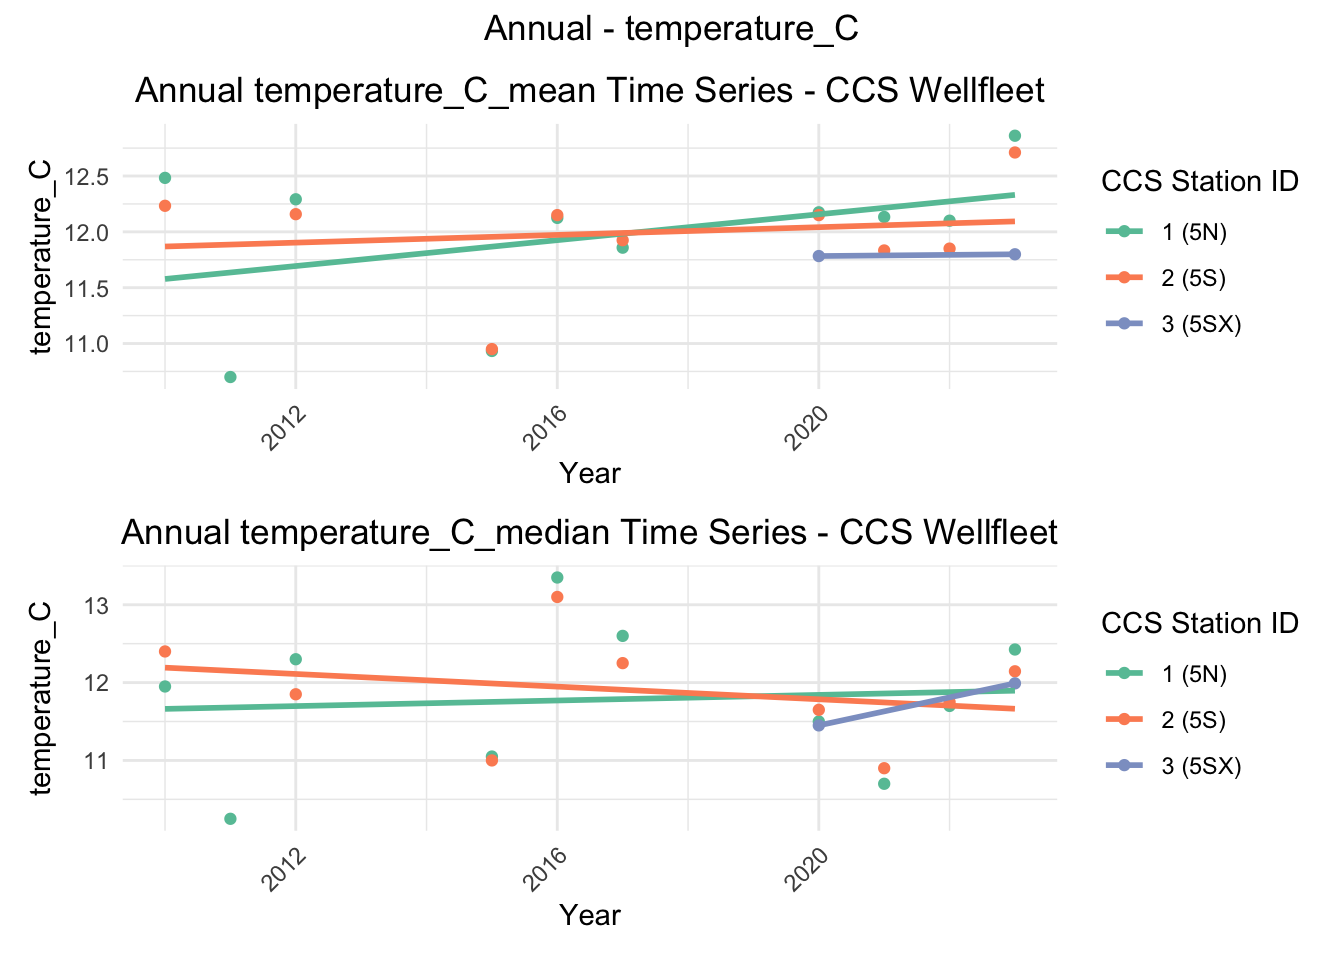 Annual - temperature_C
Annual temperature_C_mean Time Series - CCS Wellfleet
temperature_C
12.5
12.0
11.5
11.0
2012
2016
2020
Year
CCS Station ID
1 (5N)
2 (5S)
3 (5SX)
Annual temperature_C_median Time Series - CCS Wellfleet
temperature_C
13
12
11
2012
2016
2020
Year
CCS Station ID
1 (5N)
2 (5S)
3 (5SX)